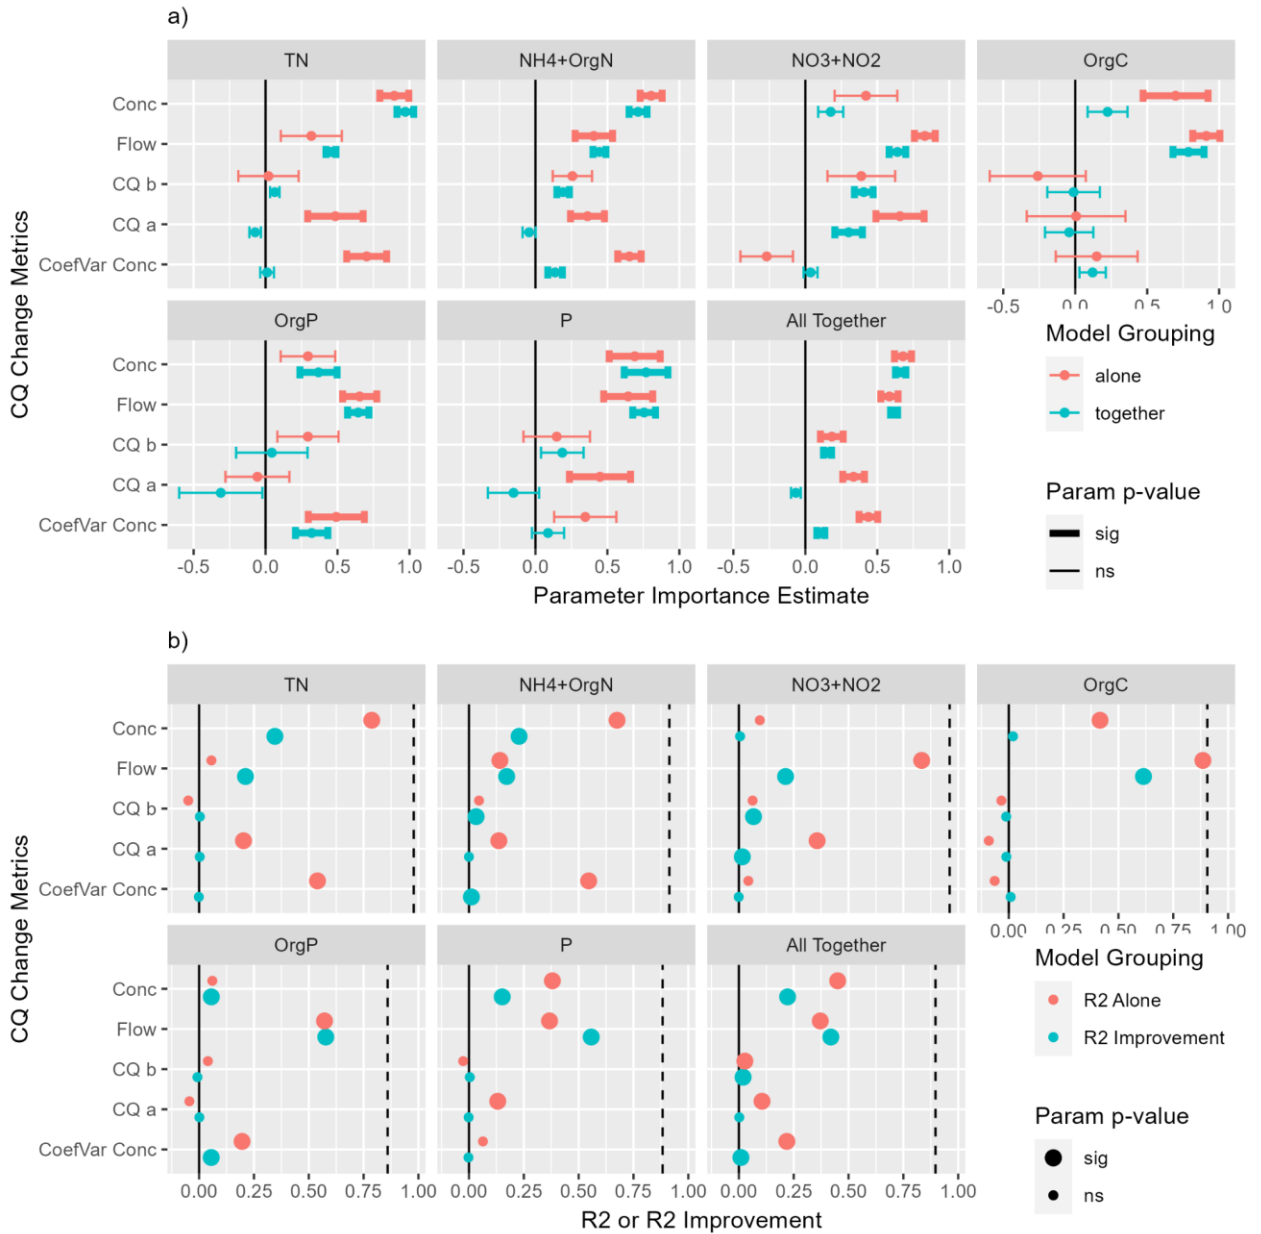 a)
TN NH4+OrgN NO3+NO2 OrgC
CQ Change Metrics
Conc
Flow
CQ b
CQ a
CoefVar Conc
-0.5 0.0 0.5 1.0
OrgP P All Together
Conc
Flow
CQ b
CQ a
CoefVar Conc
-0.5 0.0 0.5 1.0 -0.5 0.0 0.5 1.0 -0.5 0.0 0.5 1.0
Parameter Importance Estimate
Model Grouping
alone
together
Param p-value
sig
ns
b)
TN NH4+OrgN NO3+NO2 OrgC
CQ Change Metrics
Conc
Flow
CQ b
CQ a
CoefVar Conc
0.00 0.25 0.50 0.75 1.00
OrgP P All Together
Conc
Flow
CQ b
CQ a
CoefVar Conc
0.00 0.25 0.50 0.75 1.00 0.00 0.25 0.50 0.75 1.00 0.00 0.25 0.50 0.75 1.00
R2 or R2 Improvement
Model Grouping
R2 Alone
R2 Improvement
Param p-value
sig
ns